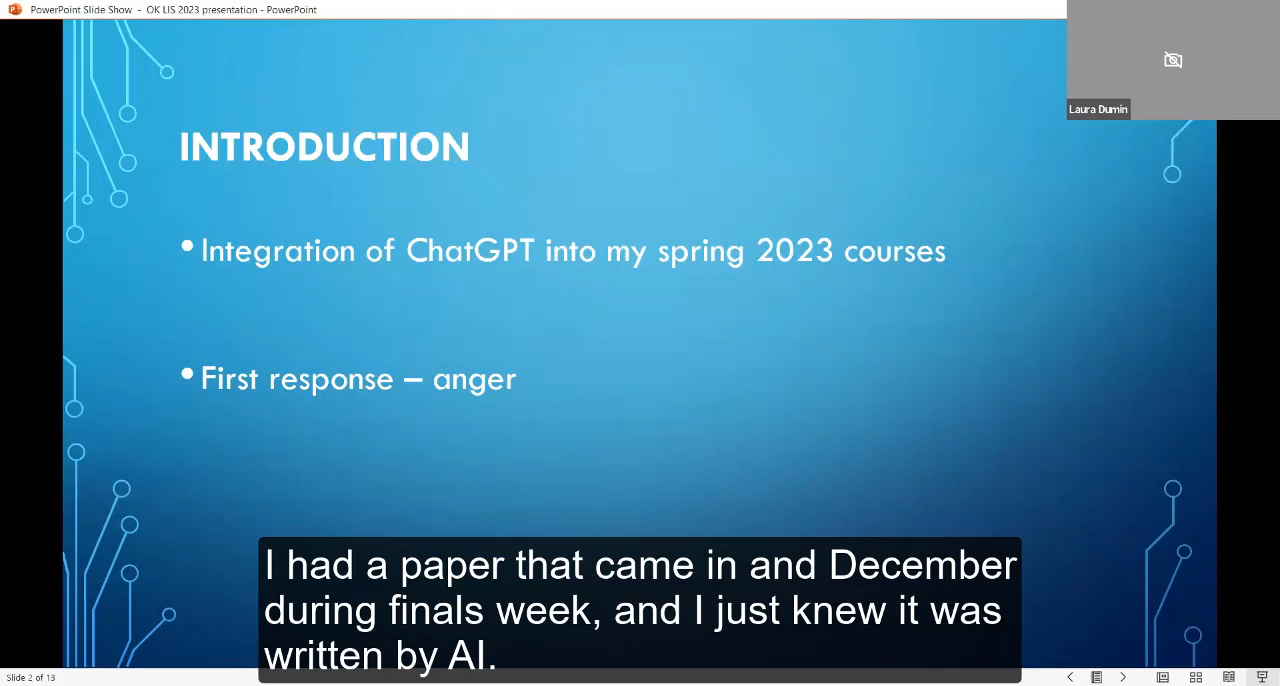 PowerPoint Slide Show - OK LIS 2023 presentation - PowerPoint
Laura Dumin
INTRODUCTION
• Integration of ChatGPT into my spring 2023 courses
• First response – anger
I had a paper that came in and December
during finals week, and I just knew it was
written by AI.
Slide 2 of 13